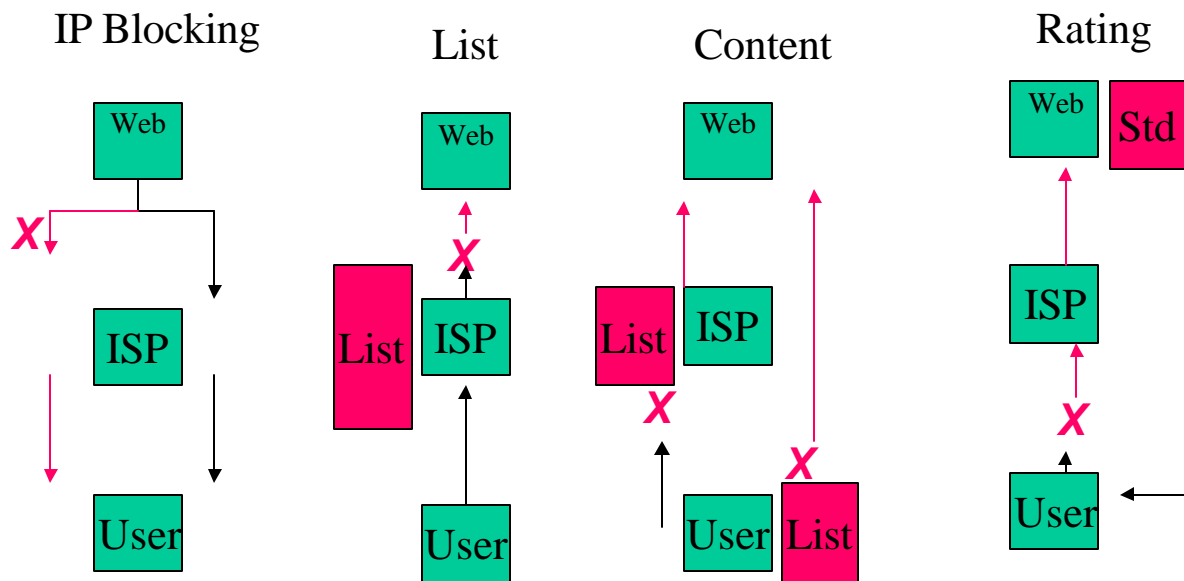 IP Blocking
List
Content
Rating
Web
Web
Web
Web
Std
X
X
List
ISP
List
ISP
ISP
ISP
X
X
X
User
User
User
List
User